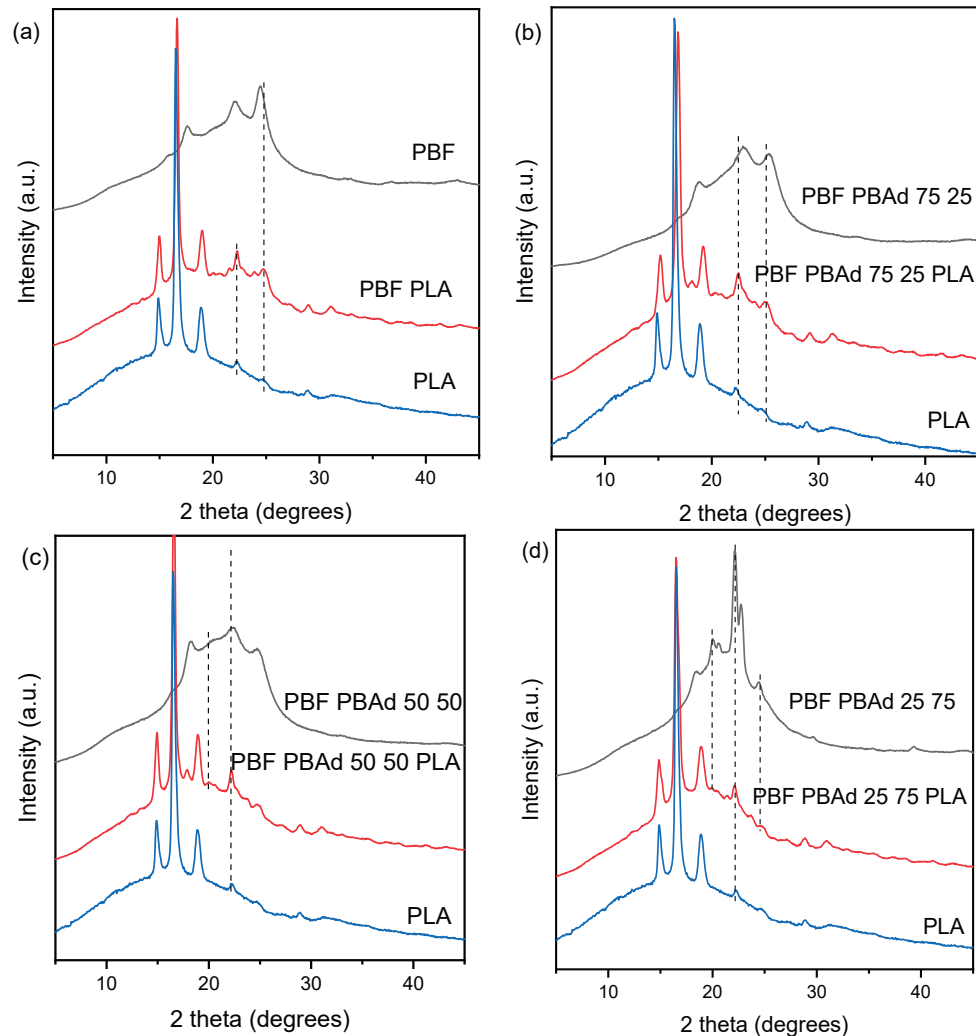 (a)
PBF
PBF PLA
PLA
Intensity (a.u.)
10 20 30 40
2 theta (degrees)
(b)
PBF PBAd 75 25
PBF PBAd 75 25 PLA
PLA
Intensity (a.u.)
10 20 30 40
2 theta (degrees)
(c)
PBF PBAd 50 50
PBF PBAd 50 50 PLA
PLA
Intensity (a.u.)
10 20 30 40
2 theta (degrees)
(d)
PBF PBAd 25 75
PBF PBAd 25 75 PLA
PLA
Intensity (a.u.)
10 20 30 40
2 theta (degrees)